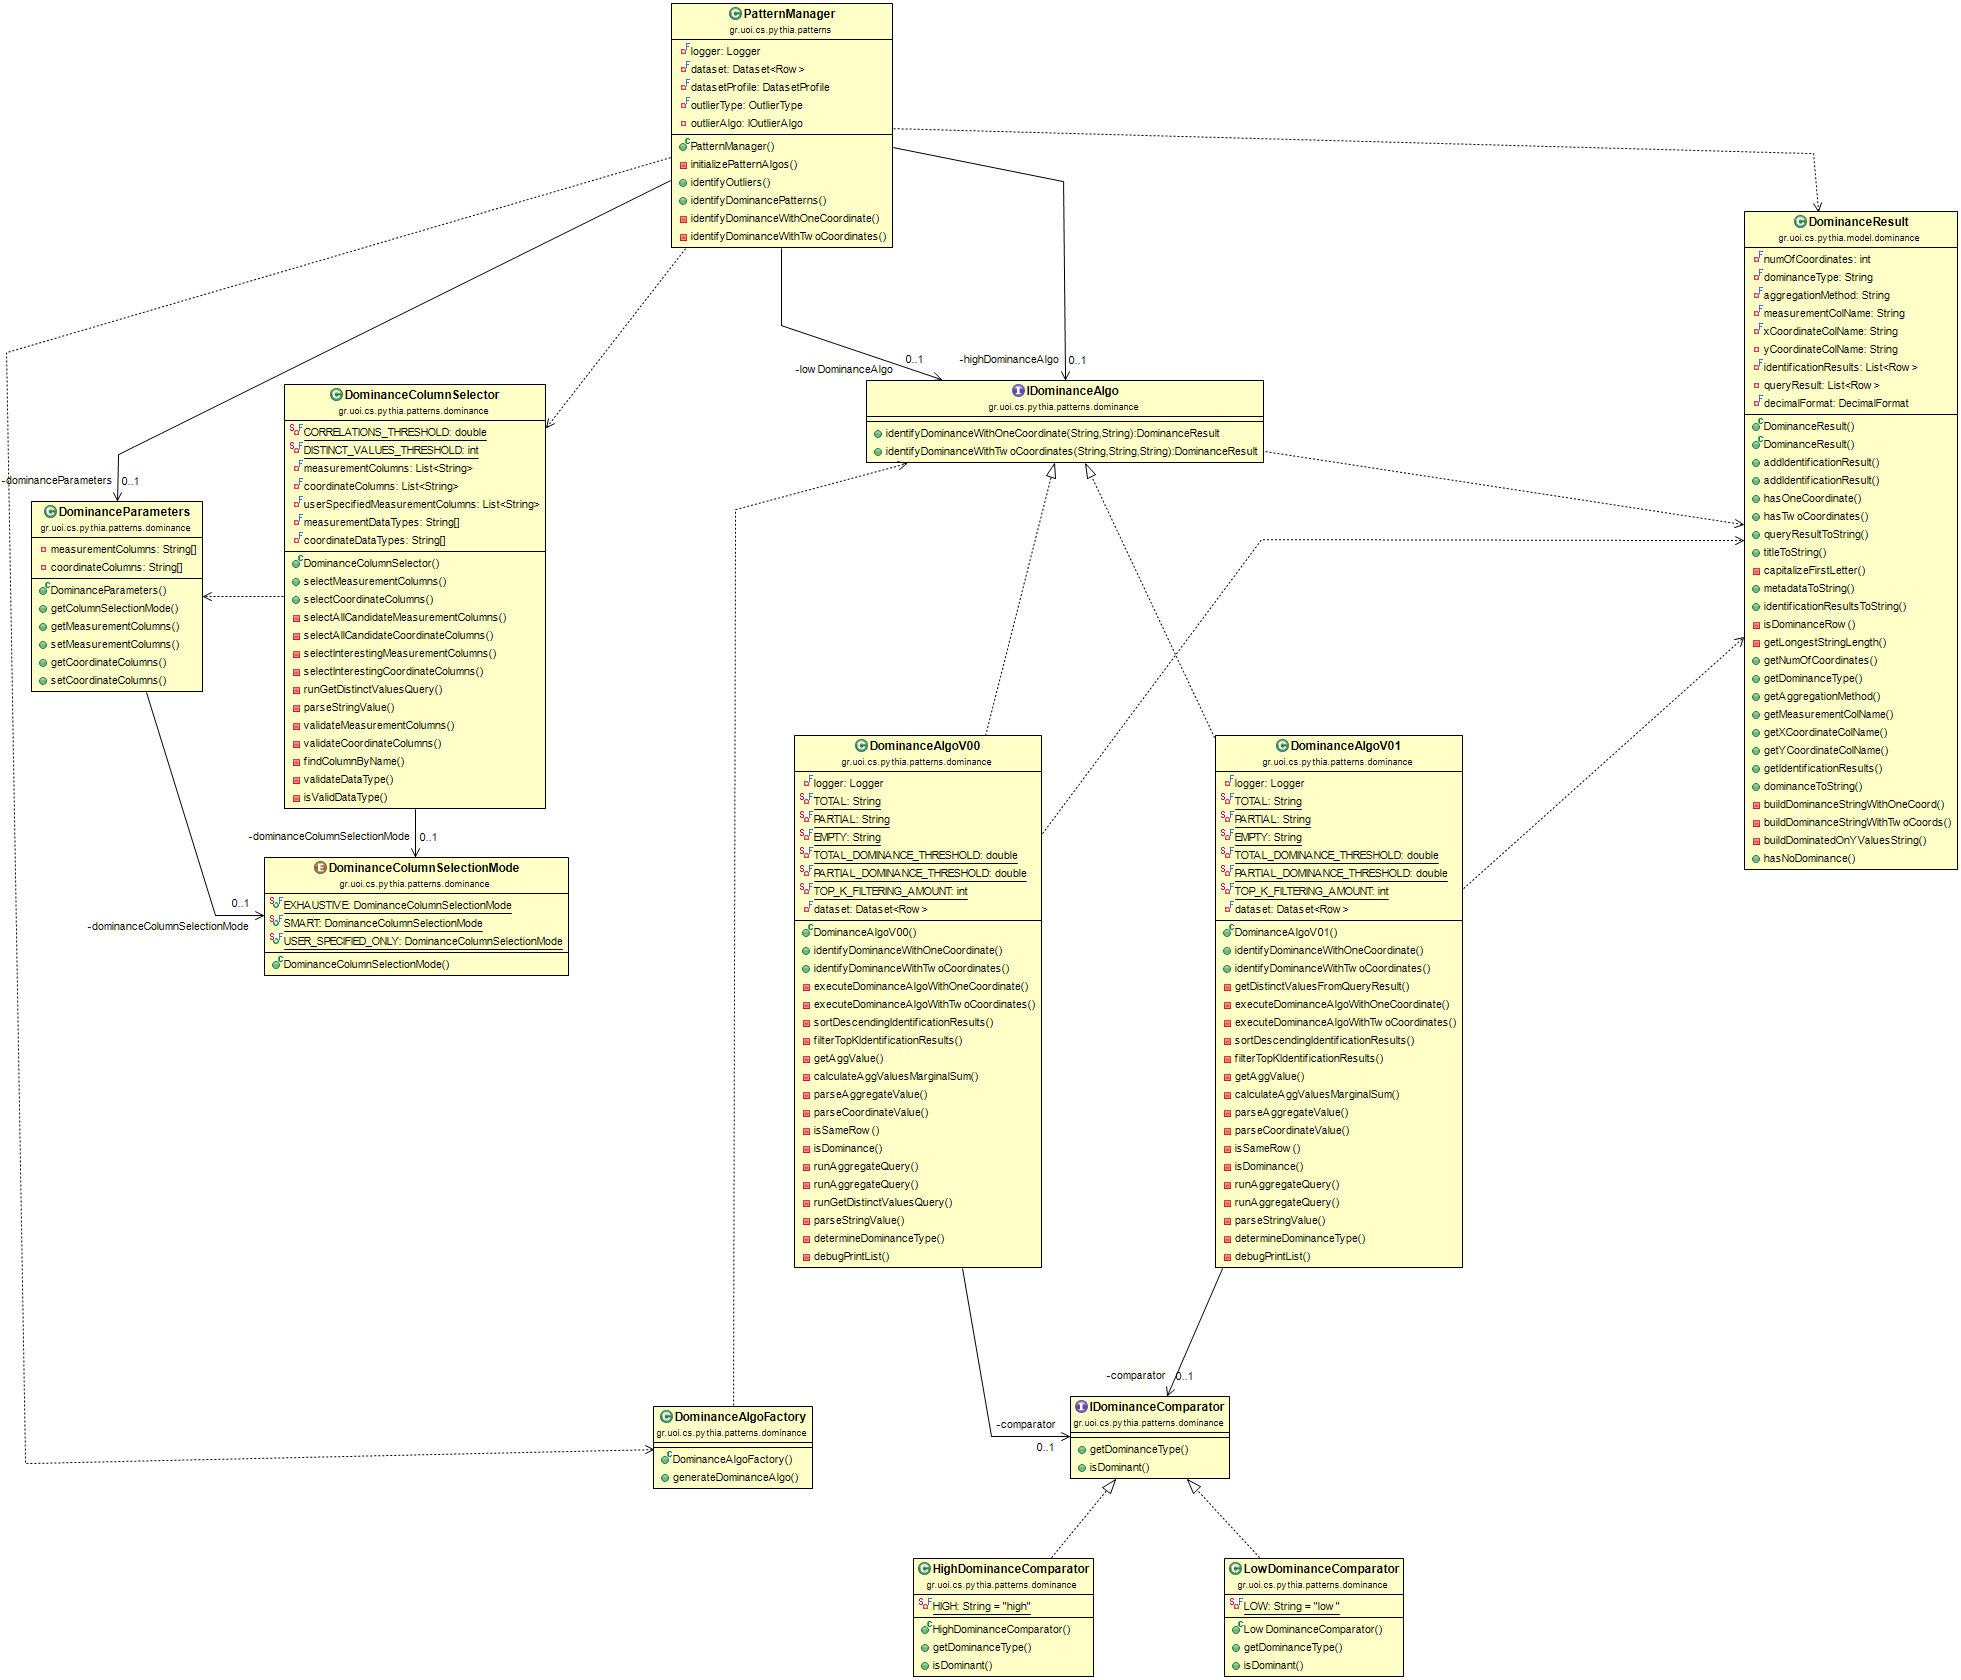 PatternManager
gr.uoi.cs.pythia.patterns
logger: Logger
dataset: Dataset<Row>
datasetProfile: DatasetProfile
outlierType: OutlierType
outlierAlgo: IOutlierAlgo
PatternManager()
initializePatternAlgos()
identifyOutliers()
identifyDominancePatterns()
identifyDominanceWithOneCoordinate()
identifyDominanceWithTwoCoordinates()
DominanceResult
gr.uoi.cs.pythia.model.dominance
numOfCoordinates: int
dominanceType: String
aggregationMethod: String
measurementColName: String
xCoordinateColName: String
yCoordinateColName: String
identificationResults: List<Row>
queryResult: List<Row>
decimalFormat: DecimalFormat
DominanceResult()
DominanceResult()
addIdentificationResult()
addIdentificationResult()
hasOneCoordinate()
hasTwoCoordinates()
queryResultToString()
titleToString()
capitalizeFirstLetter()
metadataToString()
identificationResultsToString()
isDominanceRow()
getLongestStringLength()
getNumOfCoordinates()
getDominanceType()
getAggregationMethod()
getMeasurementColName()
getXCoordinateColName()
getYCoordinateColName()
getIdentificationResults()
dominanceToString()
buildDominanceStringWithOneCoord()
buildDominanceStringWithTwoCoords()
buildDominatedOnYValuesString()
hasNoDominance()
0..1
-lowDominanceAlgo
-highDominanceAlgo
0..1
IDominanceAlgo
gr.uoi.cs.pythia.patterns.dominance
identifyDominanceWithOneCoordinate(String,String):DominanceResult
identifyDominanceWithTwoCoordinates(String,String,String):DominanceResult
DominanceColumnSelector
gr.uoi.cs.pythia.patterns.dominance
CORRELATIONS_THRESHOLD: double
DISTINCT_VALUES_THRESHOLD: int
measurementColumns: List<String>
coordinateColumns: List<String>
userSpecifiedMeasurementColumns: List<String>
measurementDataTypes: String[]
coordinateDataTypes: String[]
DominanceColumnSelector()
selectMeasurementColumns()
selectCoordinateColumns()
selectAllCandidateMeasurementColumns()
selectAllCandidateCoordinateColumns()
selectInterestingMeasurementColumns()
selectInterestingCoordinateColumns()
runGetDistinctValuesQuery()
parseStringValue()
validateMeasurementColumns()
validateCoordinateColumns()
findColumnByName()
validateDataType()
isValidDataType()
-dominanceParameters
0..1
DominanceParameters
gr.uoi.cs.pythia.patterns.dominance
measurementColumns: String[]
coordinateColumns: String[]
DominanceParameters()
getColumnSelectionMode()
getMeasurementColumns()
setMeasurementColumns()
getCoordinateColumns()
setCoordinateColumns()
-dominanceColumnSelectionMode
0..1
0..1
-dominanceColumnSelectionMode
DominanceColumnSelectionMode
gr.uoi.cs.pythia.patterns.dominance
EXHAUSTIVE: DominanceColumnSelectionMode
SMART: DominanceColumnSelectionMode
USER_SPECIFIED_ONLY: DominanceColumnSelectionMode
DominanceColumnSelectionMode()
DominanceAlgoV00
gr.uoi.cs.pythia.patterns.dominance
logger: Logger
TOTAL: String
PARTIAL: String
EMPTY: String
TOTAL_DOMINANCE_THRESHOLD: double
PARTIAL_DOMINANCE_THRESHOLD: double
TOP_K_FILTERING_AMOUNT: int
dataset: Dataset<Row>
DominanceAlgoV00()
identifyDominanceWithOneCoordinate()
identifyDominanceWithTwoCoordinates()
executeDominanceAlgoWithOneCoordinate()
executeDominanceAlgoWithTwoCoordinates()
sortDescendingIdentificationResults()
filterTopKIdentificationResults()
getAggValue()
calculateAggValuesMarginalSum()
parseAggregateValue()
parseCoordinateValue()
isSameRow()
isDominance()
runAggregateQuery()
runAggregateQuery()
runGetDistinctValuesQuery()
parseStringValue()
determineDominanceType()
debugPrintList()
DominanceAlgoV01
gr.uoi.cs.pythia.patterns.dominance
logger: Logger
TOTAL: String
PARTIAL: String
EMPTY: String
TOTAL_DOMINANCE_THRESHOLD: double
PARTIAL_DOMINANCE_THRESHOLD: double
TOP_K_FILTERING_AMOUNT: int
dataset: Dataset<Row>
DominanceAlgoV01()
identifyDominanceWithOneCoordinate()
identifyDominanceWithTwoCoordinates()
getDistinctValuesFromQueryResult()
executeDominanceAlgoWithOneCoordinate()
executeDominanceAlgoWithTwoCoordinates()
sortDescendingIdentificationResults()
filterTopKIdentificationResults()
getAggValue()
calculateAggValuesMarginalSum()
parseAggregateValue()
parseCoordinateValue()
isSameRow()
isDominance()
runAggregateQuery()
runAggregateQuery()
parseStringValue()
determineDominanceType()
debugPrintList()
-comparator
0..1
-comparator
0..1
IDominanceComparator
gr.uoi.cs.pythia.patterns.dominance
getDominanceType()
isDominant()
DominanceAlgoFactory
gr.uoi.cs.pythia.patterns.dominance
DominanceAlgoFactory()
generateDominanceAlgo()
HighDominanceComparator
gr.uoi.cs.pythia.patterns.dominance
HIGH: String = "high"
HighDominanceComparator()
getDominanceType()
isDominant()
LowDominanceComparator
gr.uoi.cs.pythia.patterns.dominance
LOW: String = "low"
LowDominanceComparator()
getDominanceType()
isDominant()